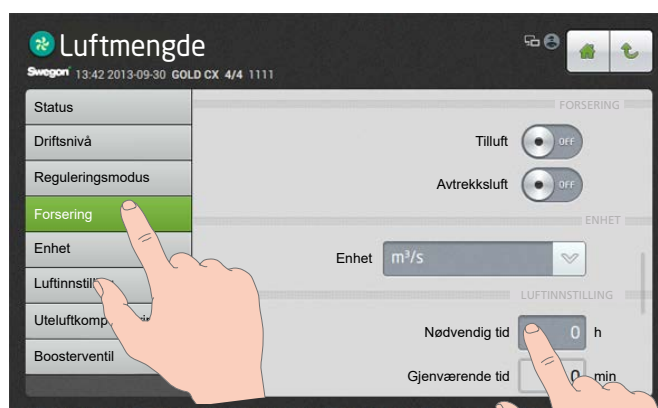 Luftmengde
Swegon 13:42 2013-09-30 GOLD CX 4/4 1111
Status
Driftsnivå
Reguleringsmodus
Forsering
Enhet
Uteluftkomp
Boosterventil
FORSERING
Tilluft OFF
Avtrekksluft OFF
ENHET
Enhet m³/s
LUFTINNSTILLING
Nødvendig tid 0 h
Gjenværende tid 0 min